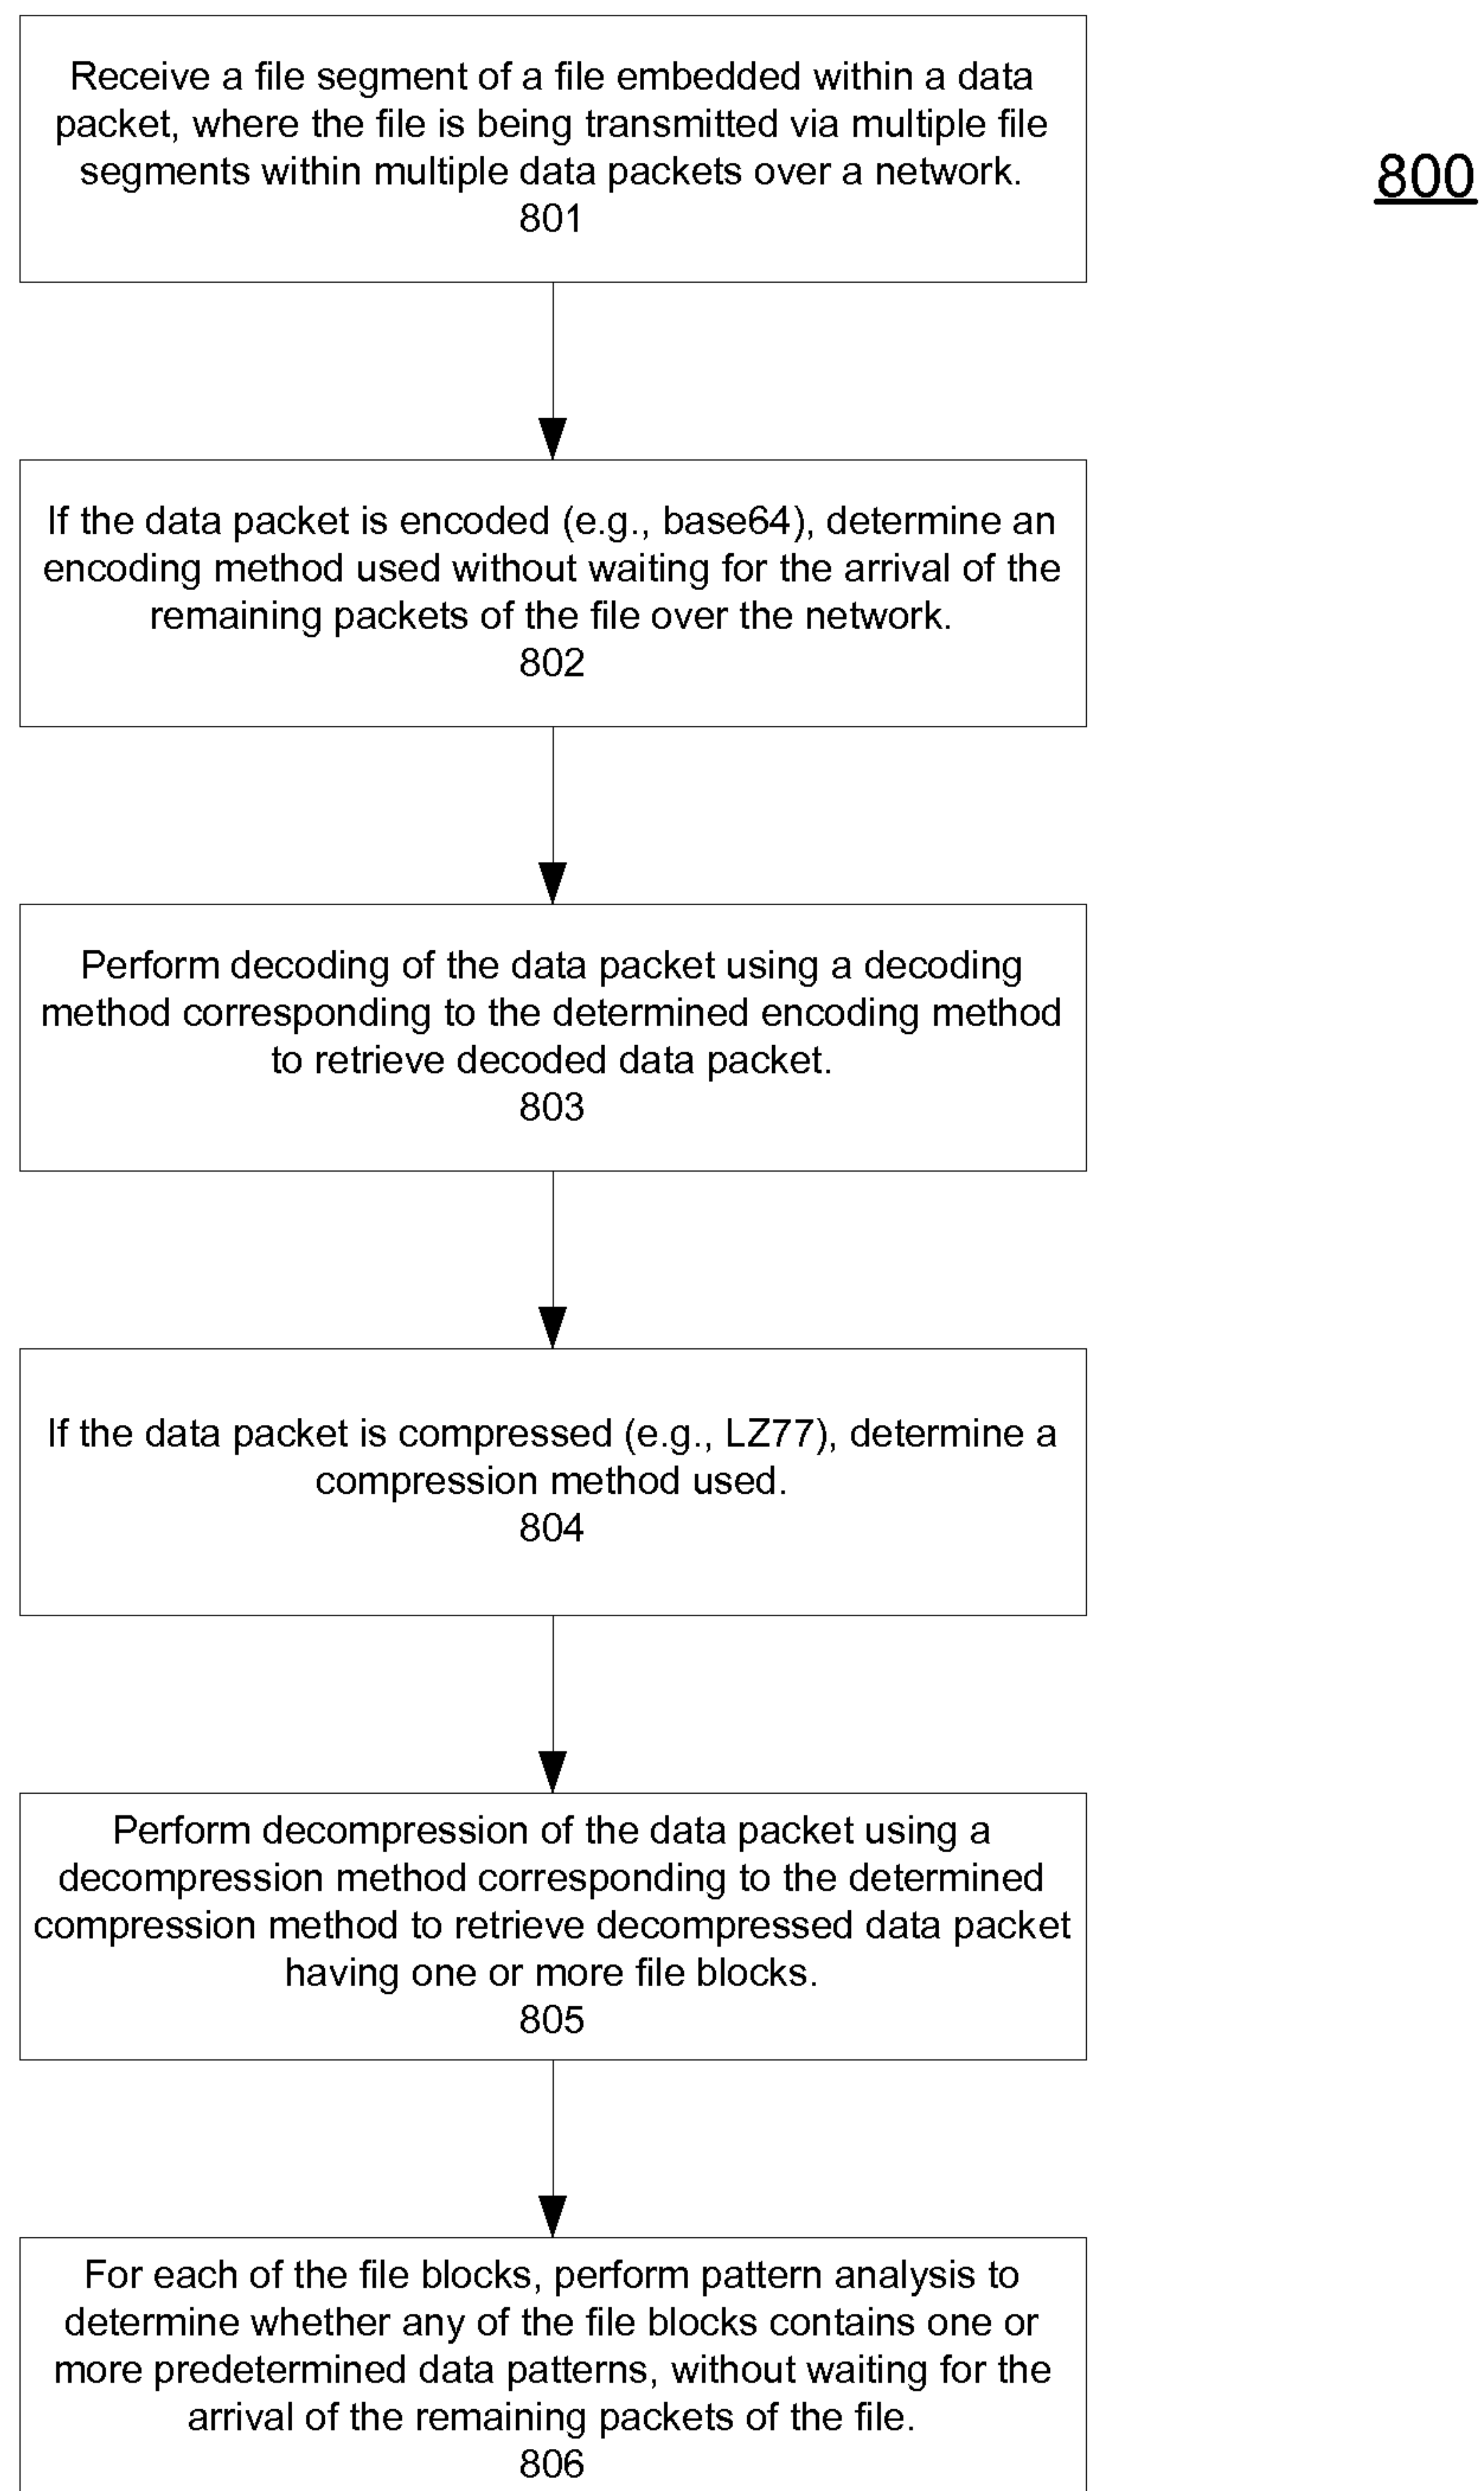 Receive a file segment of a file embedded within a data
packet, where the file is being transmitted via multiple file
segments within multiple data packets over a network.
801
800
If the data packet is encoded (e.g., base64), determine an
encoding method used without waiting for the arrival of the
remaining packets of the file over the network.
802
Perform decoding of the data packet using a decoding
method corresponding to the determined encoding method
to retrieve decoded data packet.
803
If the data packet is compressed (e.g., LZ77), determine a
compression method used.
804
Perform decompression of the data packet using a
decompression method corresponding to the determined
compression method to retrieve decompressed data packet
having one or more file blocks.
805
For each of the file blocks, perform pattern analysis to
determine whether any of the file blocks contains one or
more predetermined data patterns, without waiting for the
arrival of the remaining packets of the file.
806